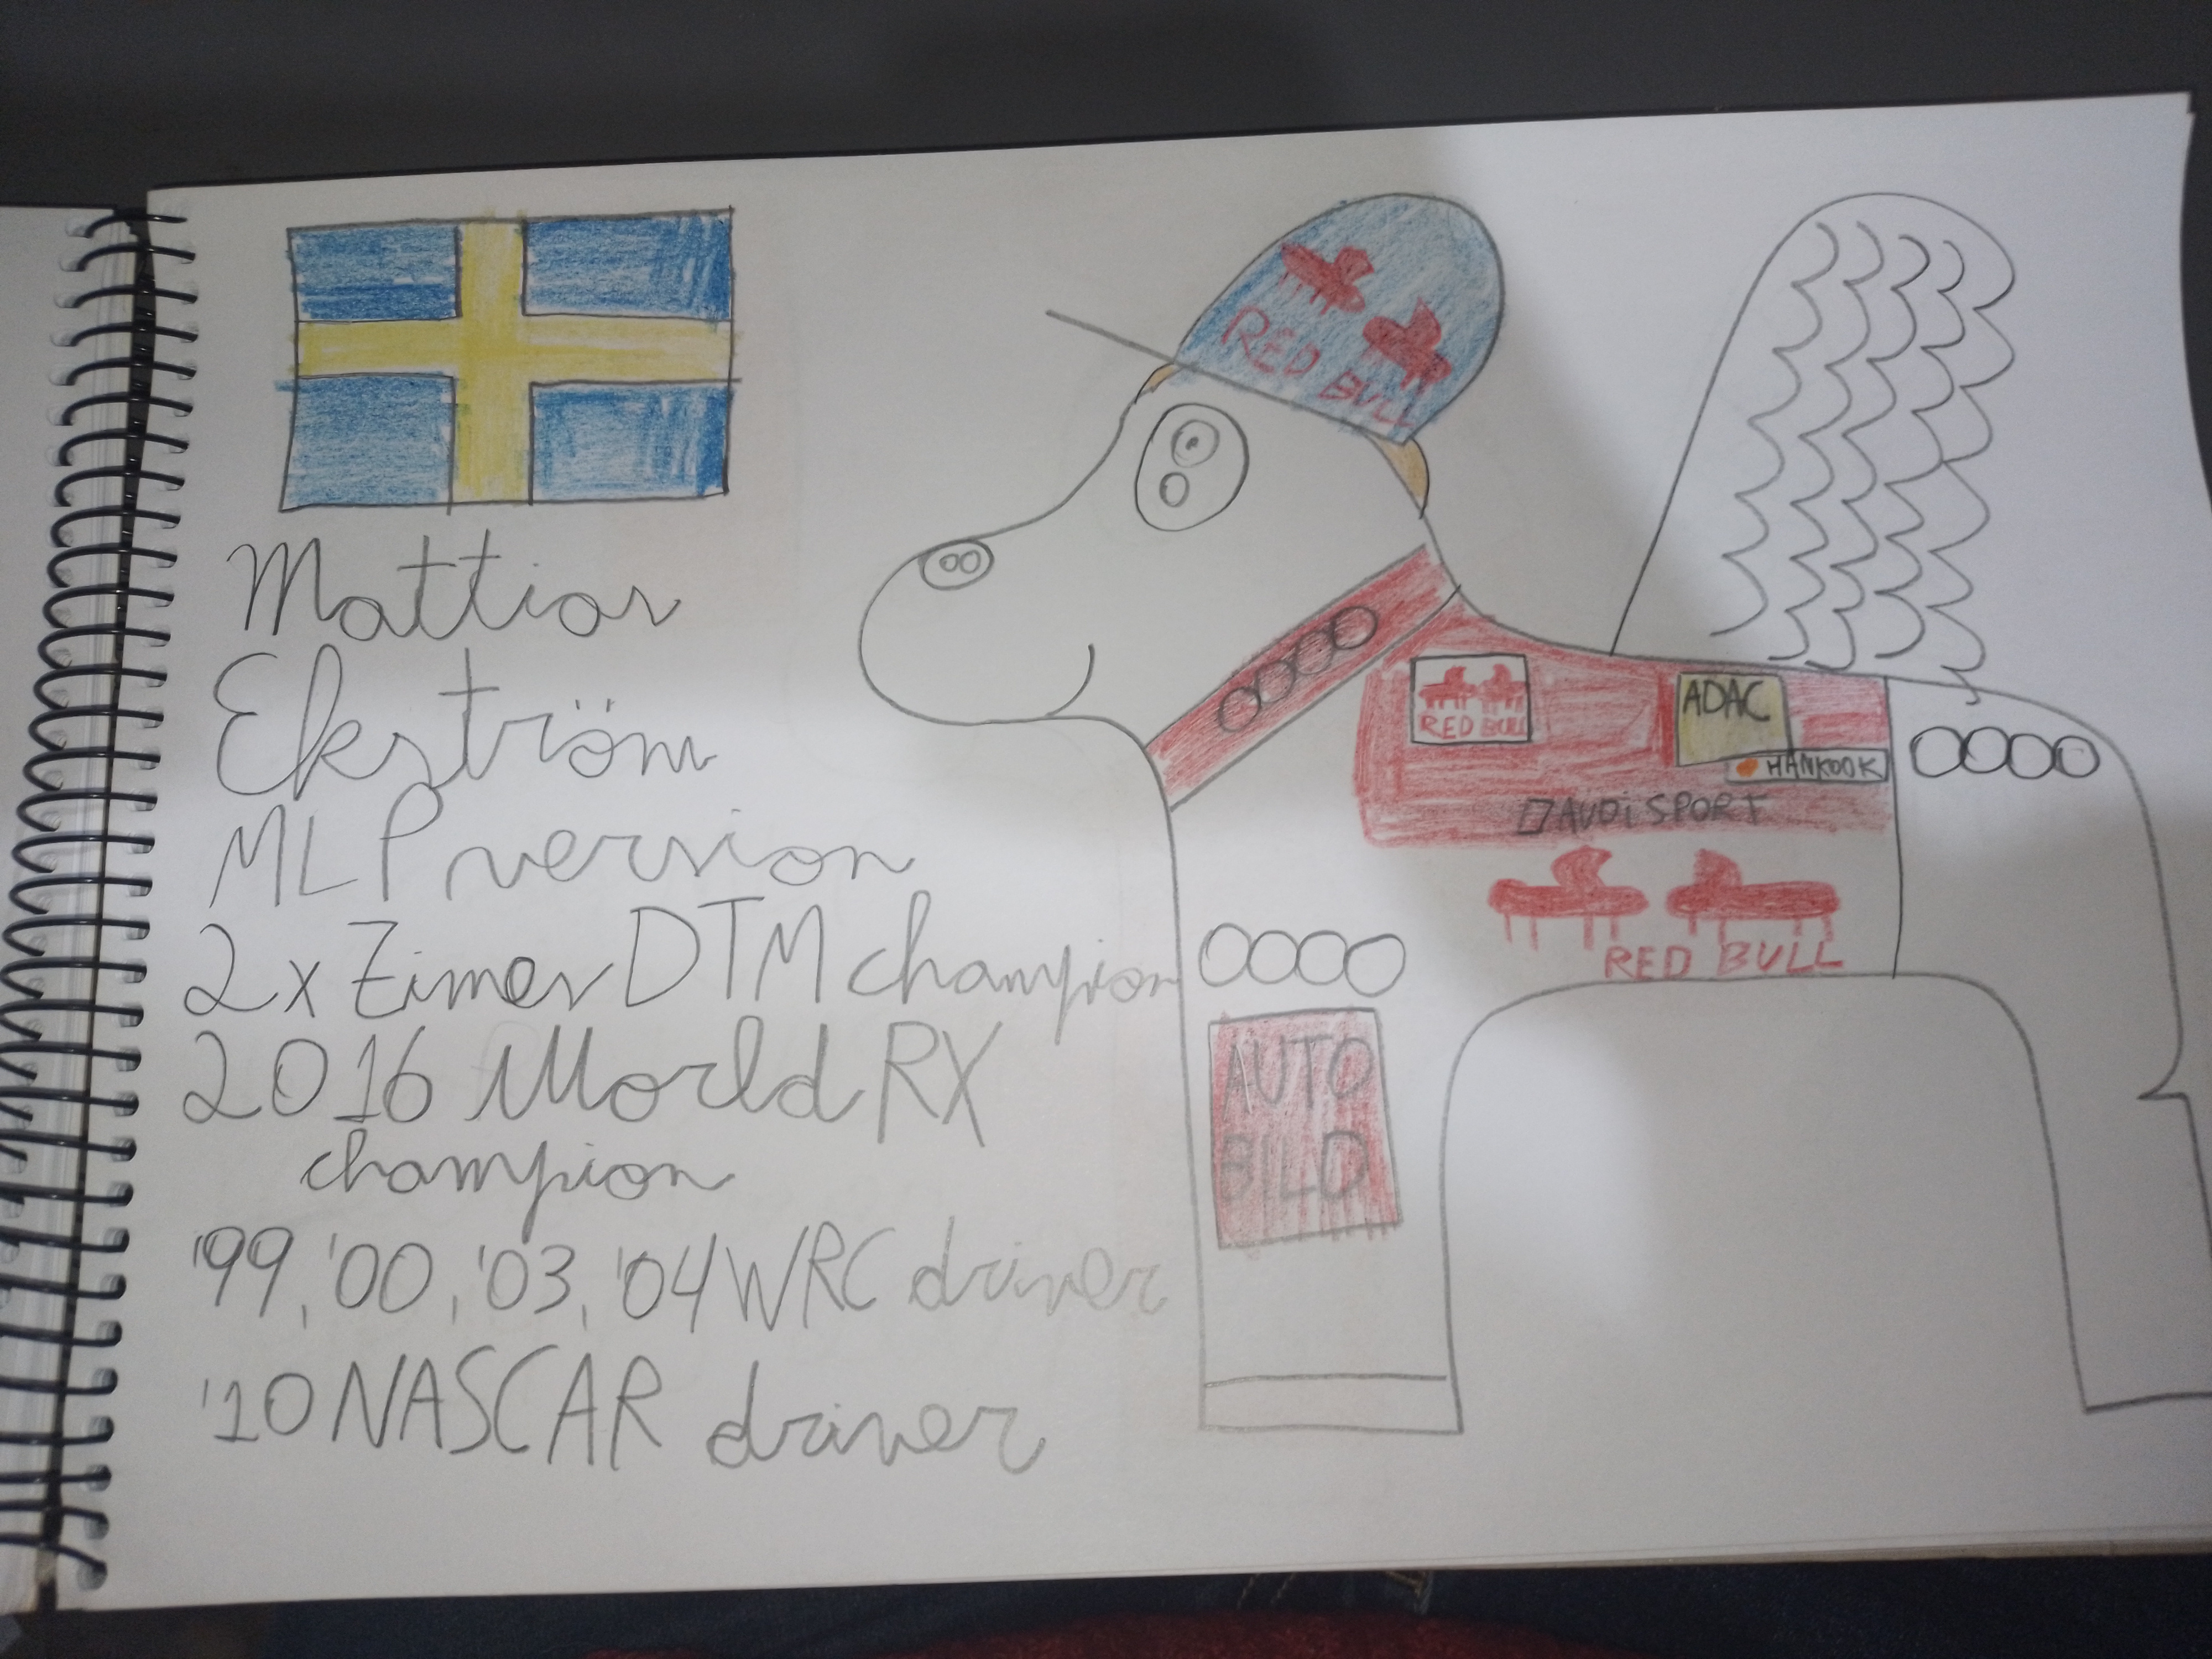 Mattias
Ekström
MLP version
2x Zimes DTM champion
2016 World RX
champion
'99, '00, '03, '04 WRC driver
'10 NASCAR driver
RED BULL
RED BULL
ADAC
HANKOOK
AUDI SPORT
RED BULL
AUTO
BILD